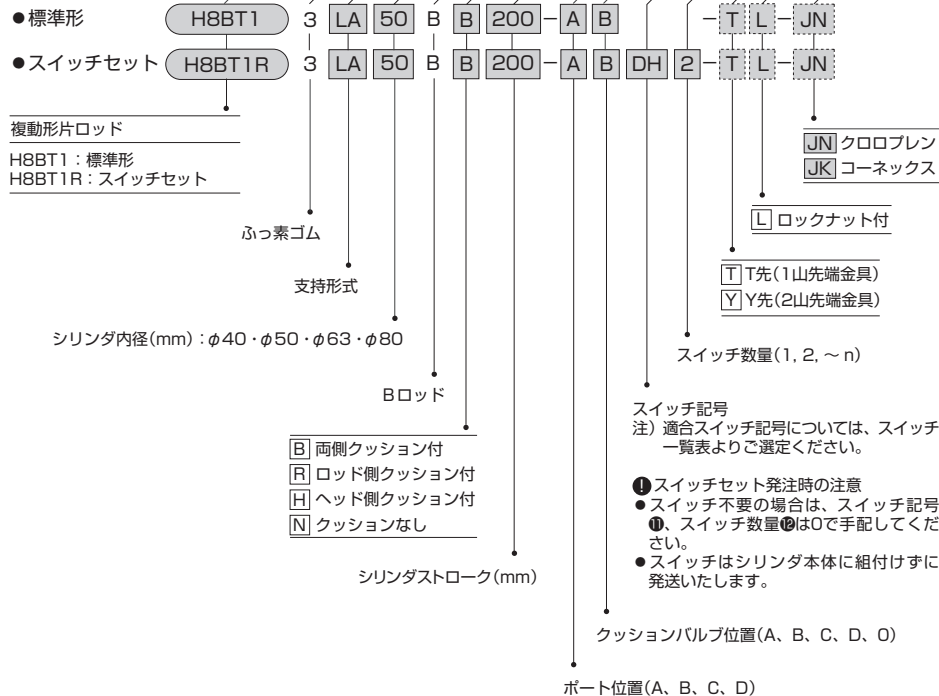 ●標準形 H8BT1 3 LA 50 B B 200-A B -T L-JN
●スイッチセット H8BT1R 3 LA 50 B B 200-A B DH 2-T L-JN
複動形片ロッド
H8BT1：標準形
H8BT1R：スイッチセット
JN クロロプレン
JK コーネックス
L ロックナット付
ふっ素ゴム
T T先(1山先端金具)
Y Y先(2山先端金具)
支持形式
シリンダ内径(mm)：φ40・φ50・φ63・φ80
スイッチ数量(1, 2, ～ n)
Bロッド
スイッチ記号
注）適合スイッチ記号については、スイッチ
一覧表よりご選定ください。
B 両側クッション付
R ロッド側クッション付
H ヘッド側クッション付
N クッションなし
❗スイッチセット発注時の注意
●スイッチ不要の場合は、スイッチ記号
⓫、スイッチ数量⓬は0で手配してくだ
さい。
●スイッチはシリンダ本体に組付けずに
発送いたします。
シリンダストローク(mm)
クッションバルブ位置(A、B、C、D、0)
ポート位置(A、B、C、D)